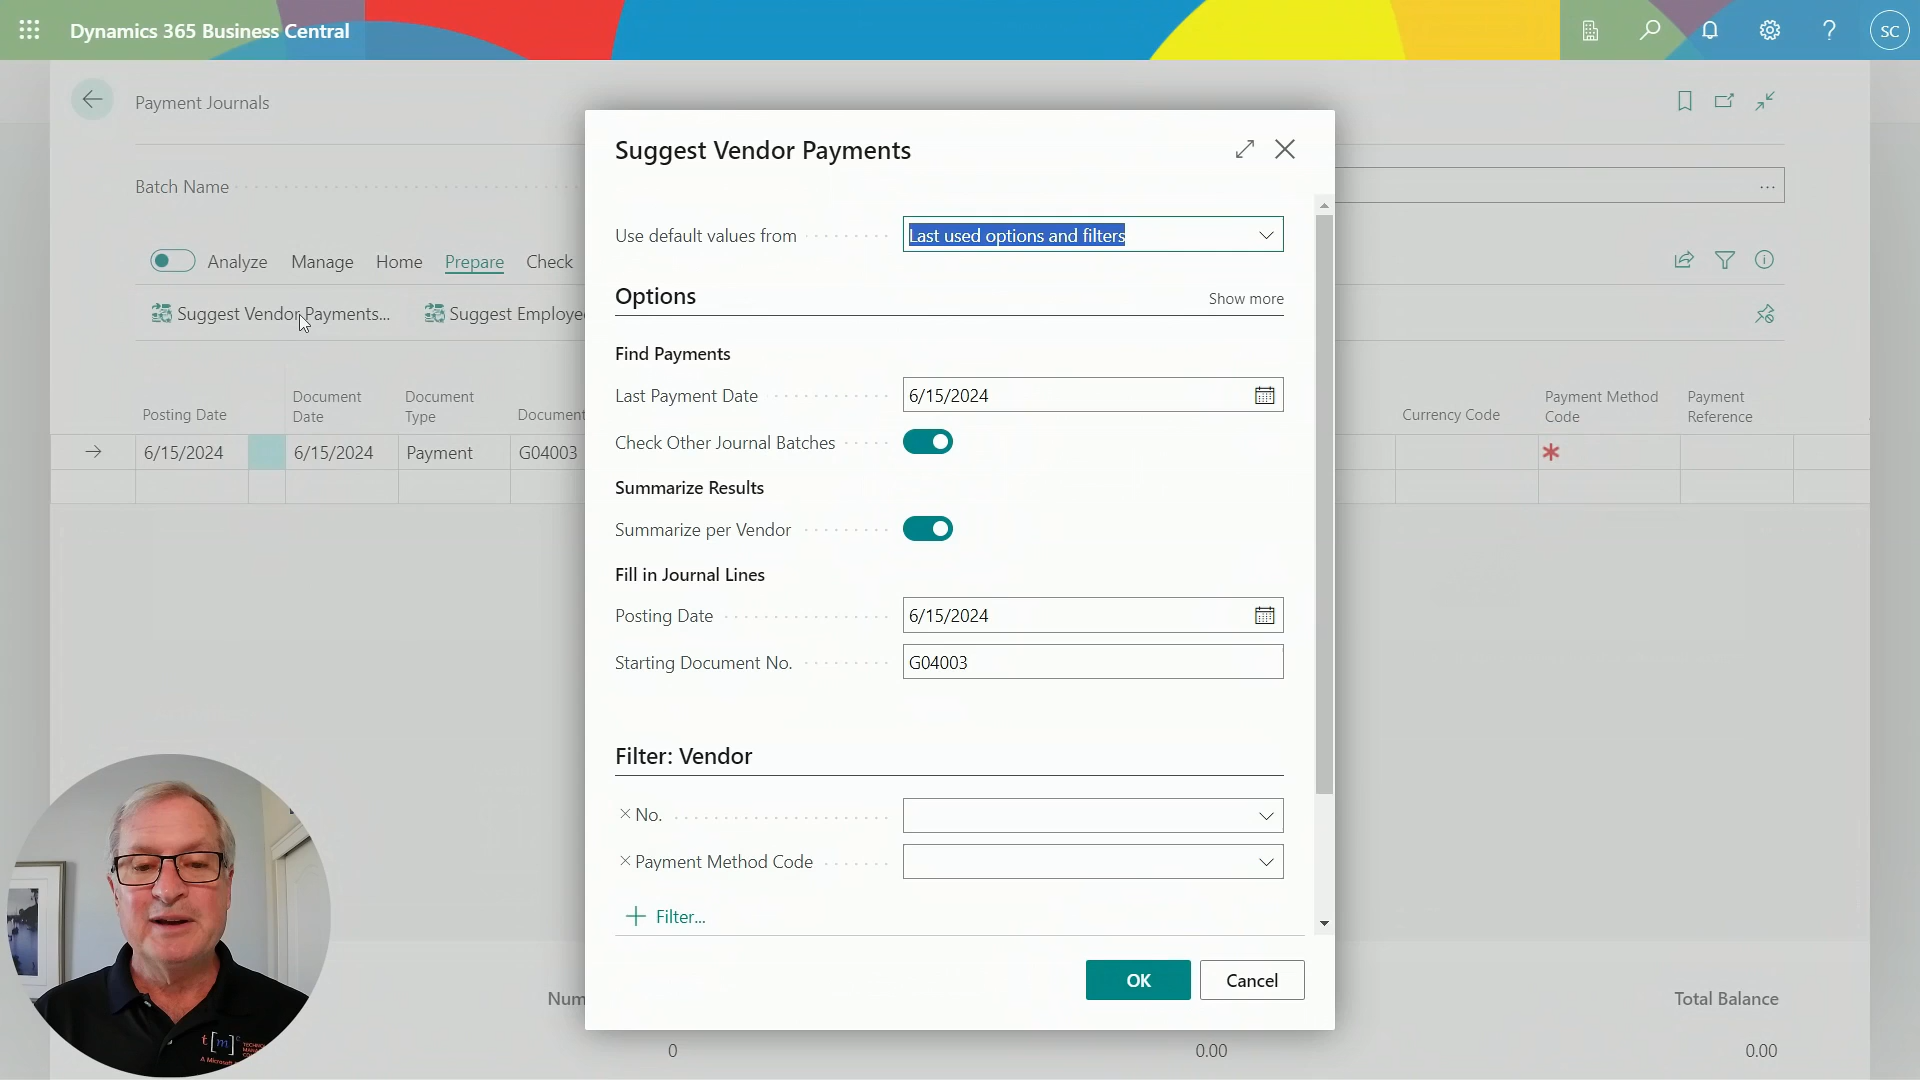 Dynamics 365 Business Central
SC
Payment Journals
Batch Name
Analyze Manage Home Prepare Check
Suggest Vendor Payments... Suggest Employee
Posting Date Document Date Document Type Document
→ 6/15/2024 6/15/2024 Payment G04003
Currency Code Payment Method Code Payment Reference
*
Suggest Vendor Payments
Use default values from Last used options and filters
Options Show more
Find Payments
Last Payment Date 6/15/2024
Check Other Journal Batches
Summarize Results
Summarize per Vendor
Fill in Journal Lines
Posting Date 6/15/2024
Starting Document No. G04003
Filter: Vendor
× No.
× Payment Method Code
+ Filter...
OK Cancel
Num
Total Balance
0 0.00 0.00
t[m]c